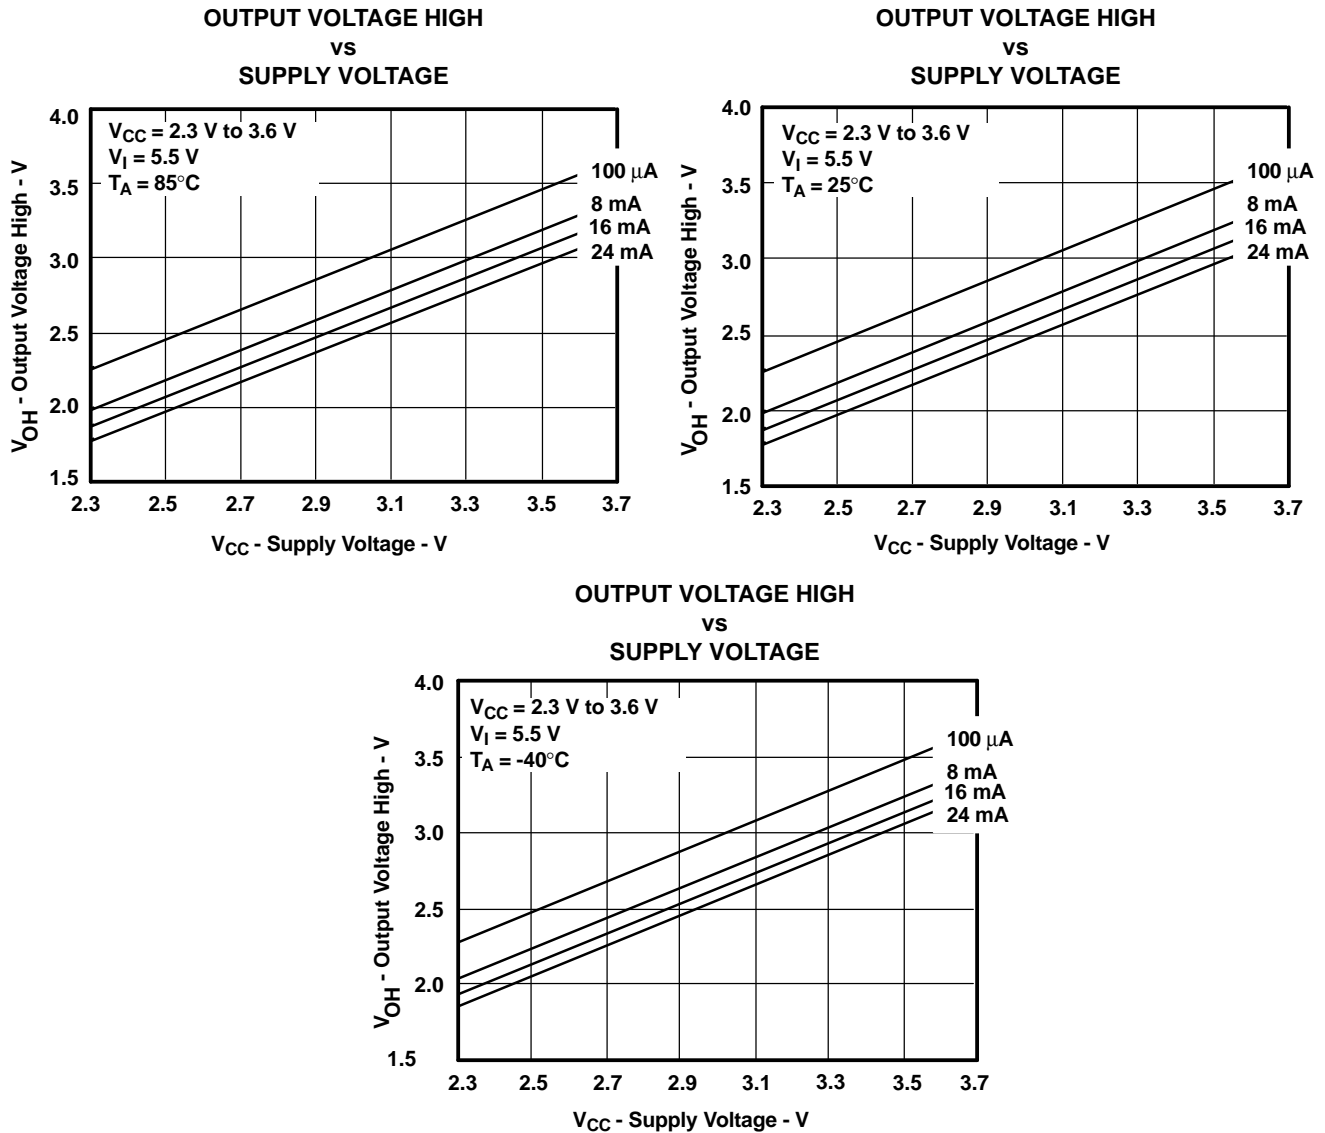 OUTPUT VOLTAGE HIGH
vs
SUPPLY VOLTAGE
4.0
3.5
3.0
2.5
2.0
1.5
VOH - Output Voltage High - V
VCC = 2.3 V to 3.6 V
VI = 5.5 V
TA = 85°C
100 µA
8 mA
16 mA
24 mA
2.3 2.5 2.7 2.9 3.1 3.3 3.5 3.7
VCC - Supply Voltage - V
OUTPUT VOLTAGE HIGH
vs
SUPPLY VOLTAGE
4.0
3.5
3.0
2.5
2.0
1.5
VOH - Output Voltage High - V
VCC = 2.3 V to 3.6 V
VI = 5.5 V
TA = 25°C
100 µA
8 mA
16 mA
24 mA
2.3 2.5 2.7 2.9 3.1 3.3 3.5 3.7
VCC - Supply Voltage - V
OUTPUT VOLTAGE HIGH
vs
SUPPLY VOLTAGE
4.0
3.5
3.0
2.5
2.0
1.5
VOH - Output Voltage High - V
VCC = 2.3 V to 3.6 V
VI = 5.5 V
TA = -40°C
100 µA
8 mA
16 mA
24 mA
2.3 2.5 2.7 2.9 3.1 3.3 3.5 3.7
VCC - Supply Voltage - V